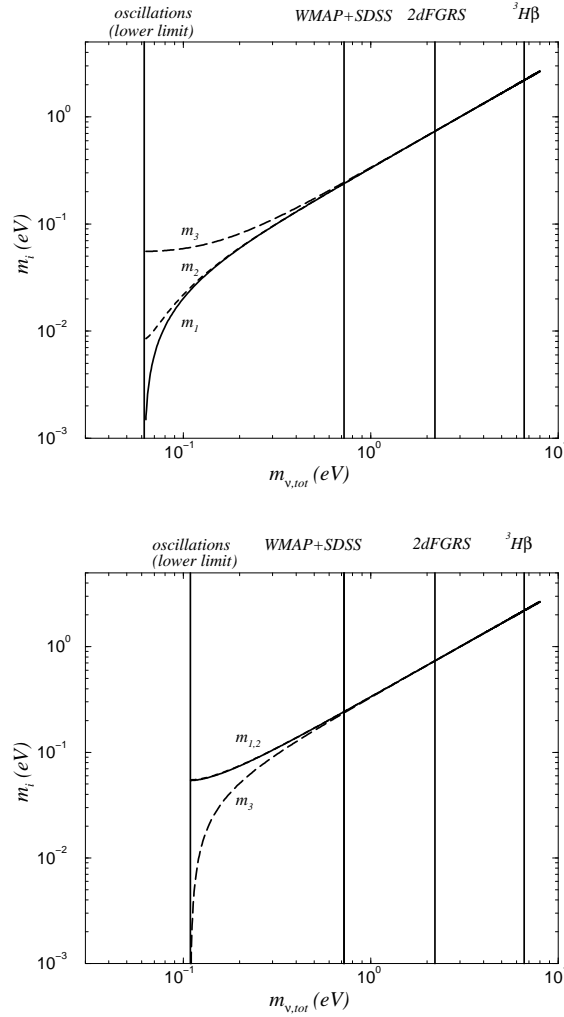 oscillations WMAP+SDSS 2dFGRS ³Hβ
(lower limit)
10⁰
m₃
10⁻¹
mᵢ (eV)
m₂
10⁻²
m₁
10⁻³
10⁻¹ 10⁰ 10
m_ν,tot (eV)
oscillations WMAP+SDSS 2dFGRS ³Hβ
(lower limit)
10⁰
m₁,₂
10⁻¹
mᵢ (eV)
m₃
10⁻²
10⁻³
10⁻¹ 10⁰ 10
m_ν,tot (eV)